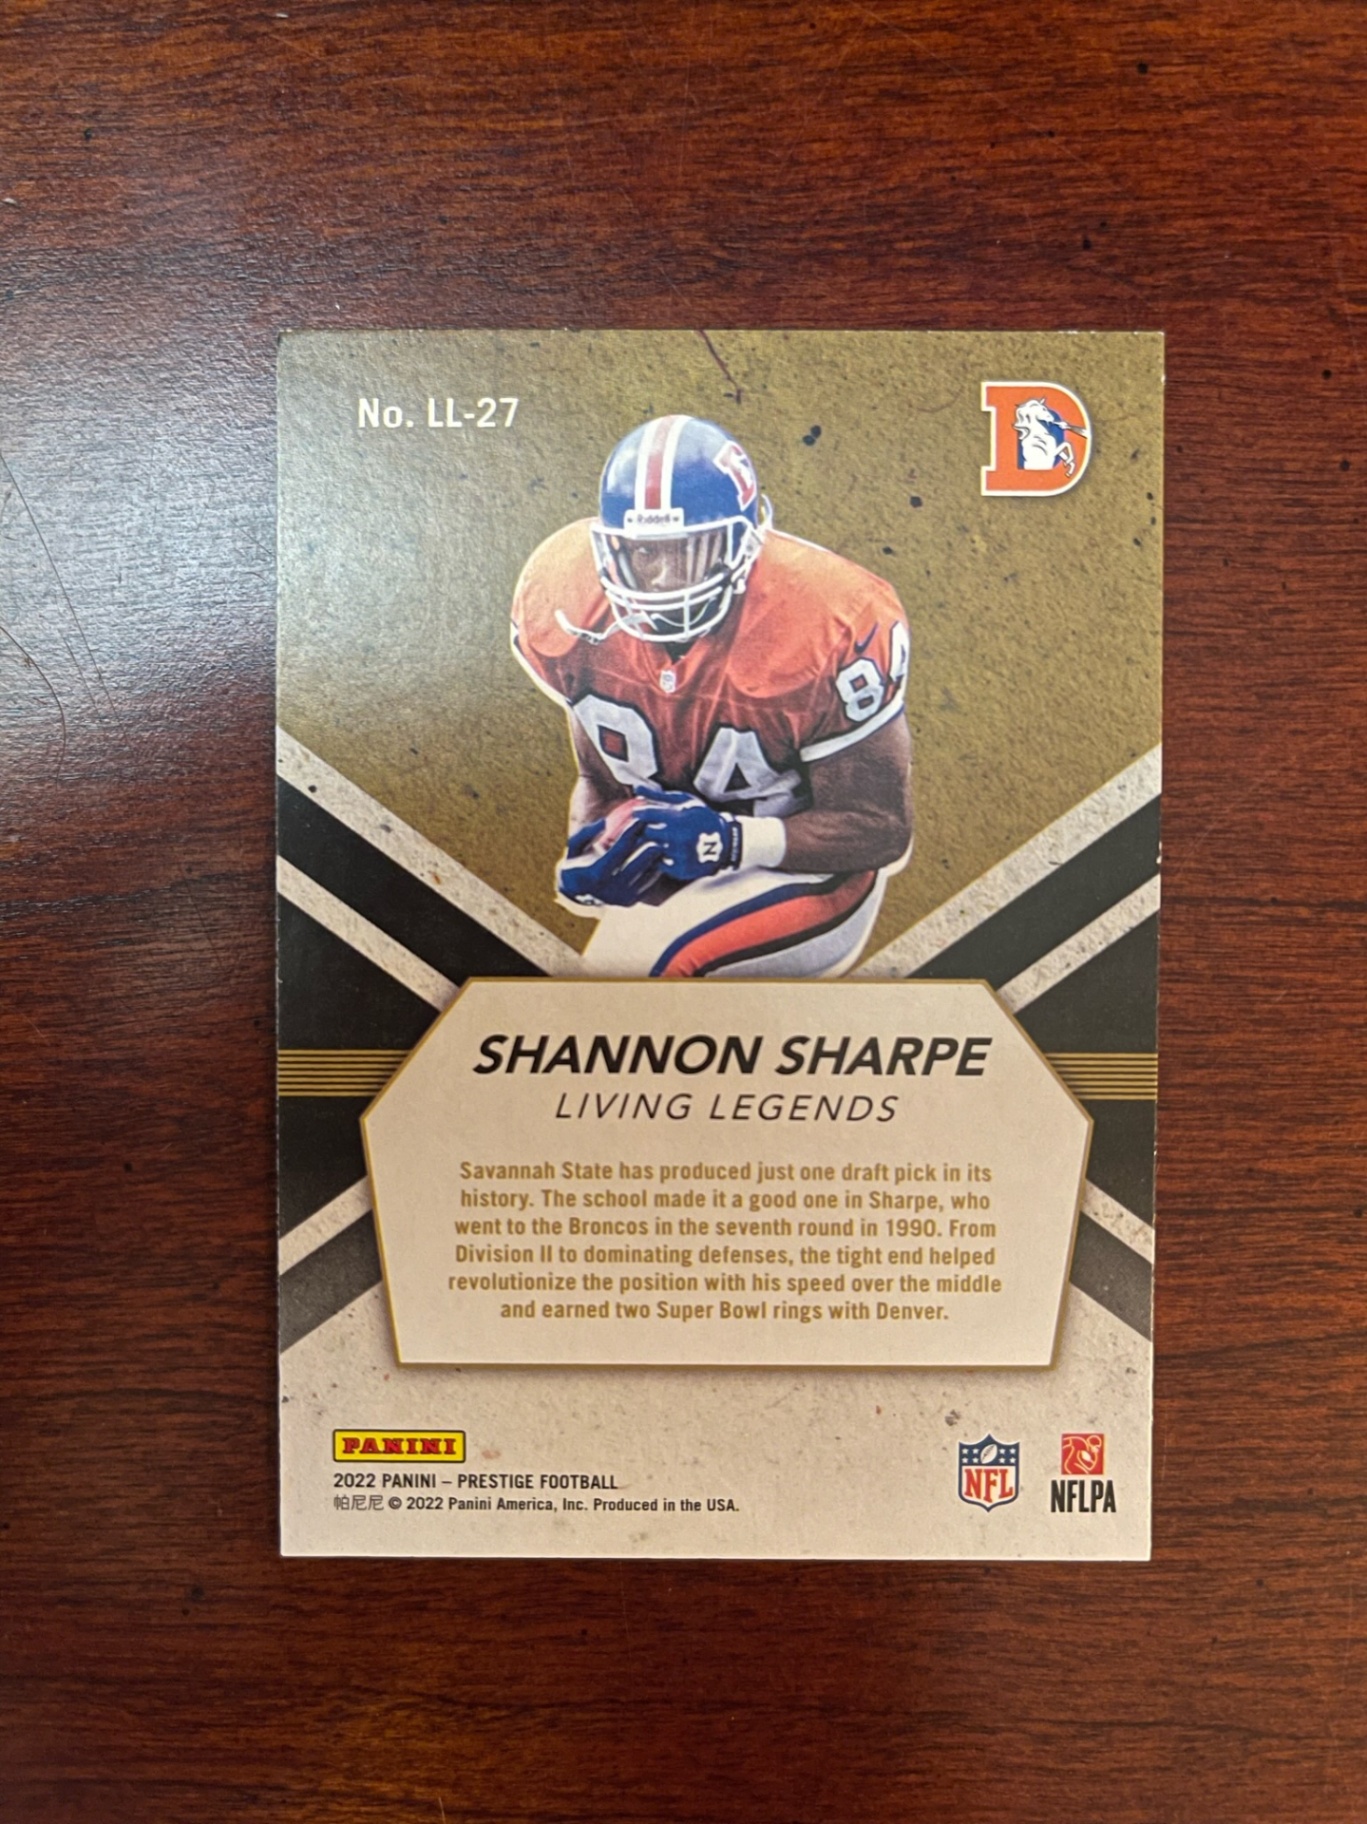 No. LL-27
D
Riddell
84
84
N
SHANNON SHARPE
LIVING LEGENDS
Savannah State has produced just one draft pick in its
history. The school made it a good one in Sharpe, who
went to the Broncos in the seventh round in 1990. From
Division II to dominating defenses, the tight end helped
revolutionize the position with his speed over the middle
and earned two Super Bowl rings with Denver.
PANINI
2022 PANINI – PRESTIGE FOOTBALL
帕尼尼 © 2022 Panini America, Inc. Produced in the USA.
NFL
NFLPA